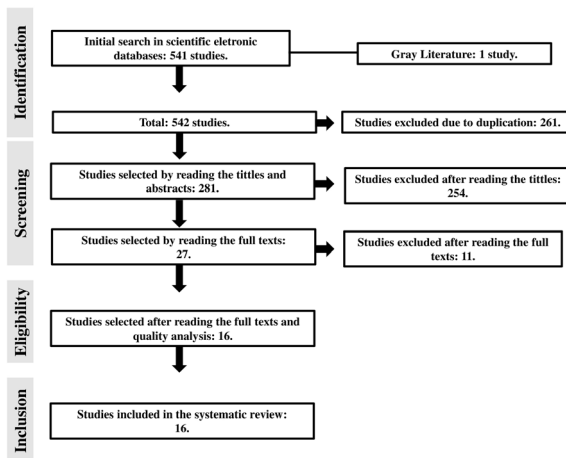 Identification
Initial search in scientific eletronic
databases: 541 studies.
Gray Literature: 1 study.
Total: 542 studies.
Studies excluded due to duplication: 261.
Screening
Studies selected by reading the tittles and
abstracts: 281.
Studies excluded after reading the tittles:
254.
Studies selected by reading the full texts:
27.
Studies excluded after reading the full
texts: 11.
Eligibility
Studies selected after reading the full texts and
quality analysis: 16.
Inclusion
Studies included in the systematic review:
16.